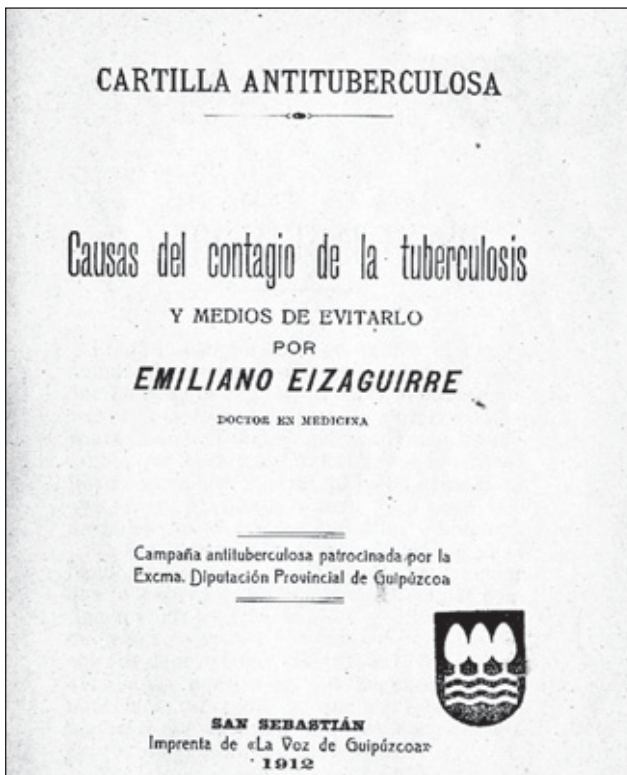 CARTILLA ANTITUBERCULOSA
Causas del contagio de la tuberculosis
Y MEDIOS DE EVITARLO
POR
EMILIANO EIZAGUIRRE
DOCTOR EN MEDICINA
Campaña antituberculosa patrocinada por la
Excma. Diputación Provincial de Guipúzcoa
SAN SEBASTIÁN
Imprenta de «La Voz de Guipúzcoa»
1912